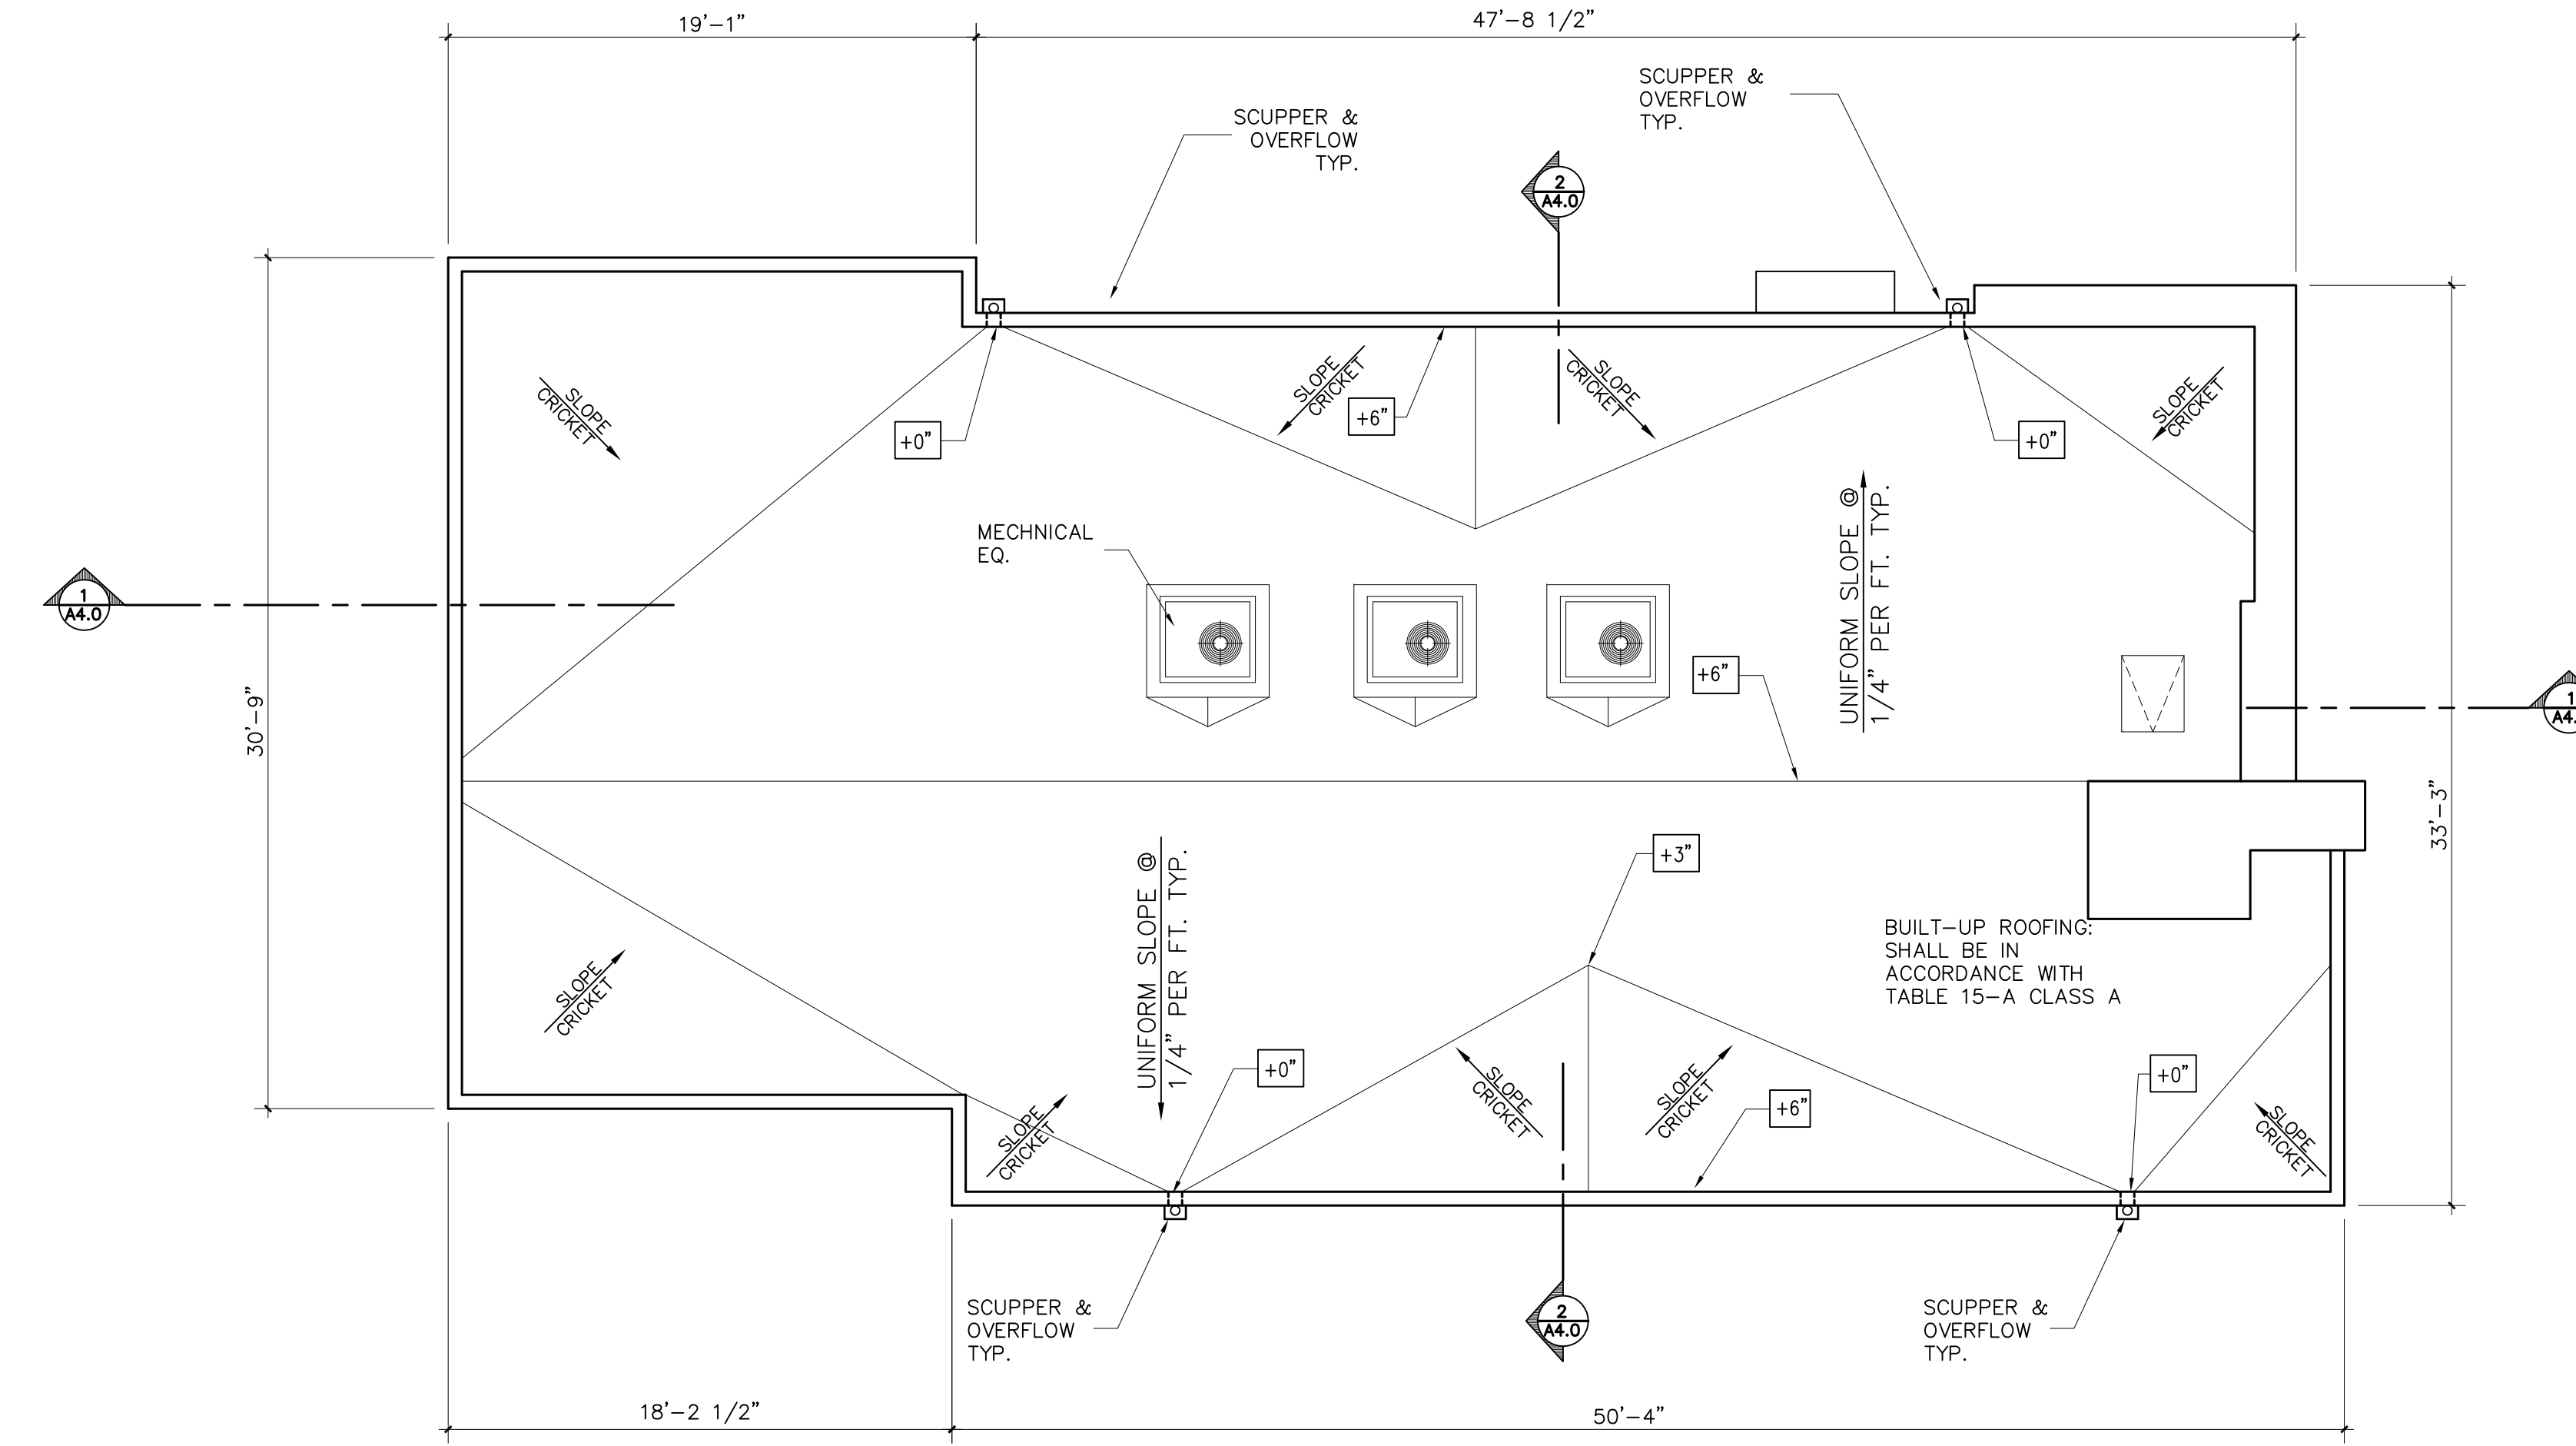 19'-1"
47'-8 1/2"
SCUPPER &
OVERFLOW
TYP.
SCUPPER &
OVERFLOW
TYP.
2
A4.0
SLOPE
CRICKET
SLOPE
CRICKET
SLOPE
CRICKET
SLOPE
CRICKET
+6"
+0"
+0"
MECHNICAL
EQ.
UNIFORM SLOPE @
1/4" PER FT. TYP.
1
A4.0
+6"
30'-9"
1
33'-3"
+3"
UNIFORM SLOPE @
1/4" PER FT. TYP.
BUILT-UP ROOFING:
SHALL BE IN
ACCORDANCE WITH
TABLE 15-A CLASS A
SLOPE
CRICKET
+0"
+0"
SLOPE
CRICKET
SLOPE
CRICKET
SLOPE
CRICKET
+6"
SLOPE
CRICKET
SCUPPER &
OVERFLOW
TYP.
2
A4.0
SCUPPER &
OVERFLOW
TYP.
18'-2 1/2"
50'-4"